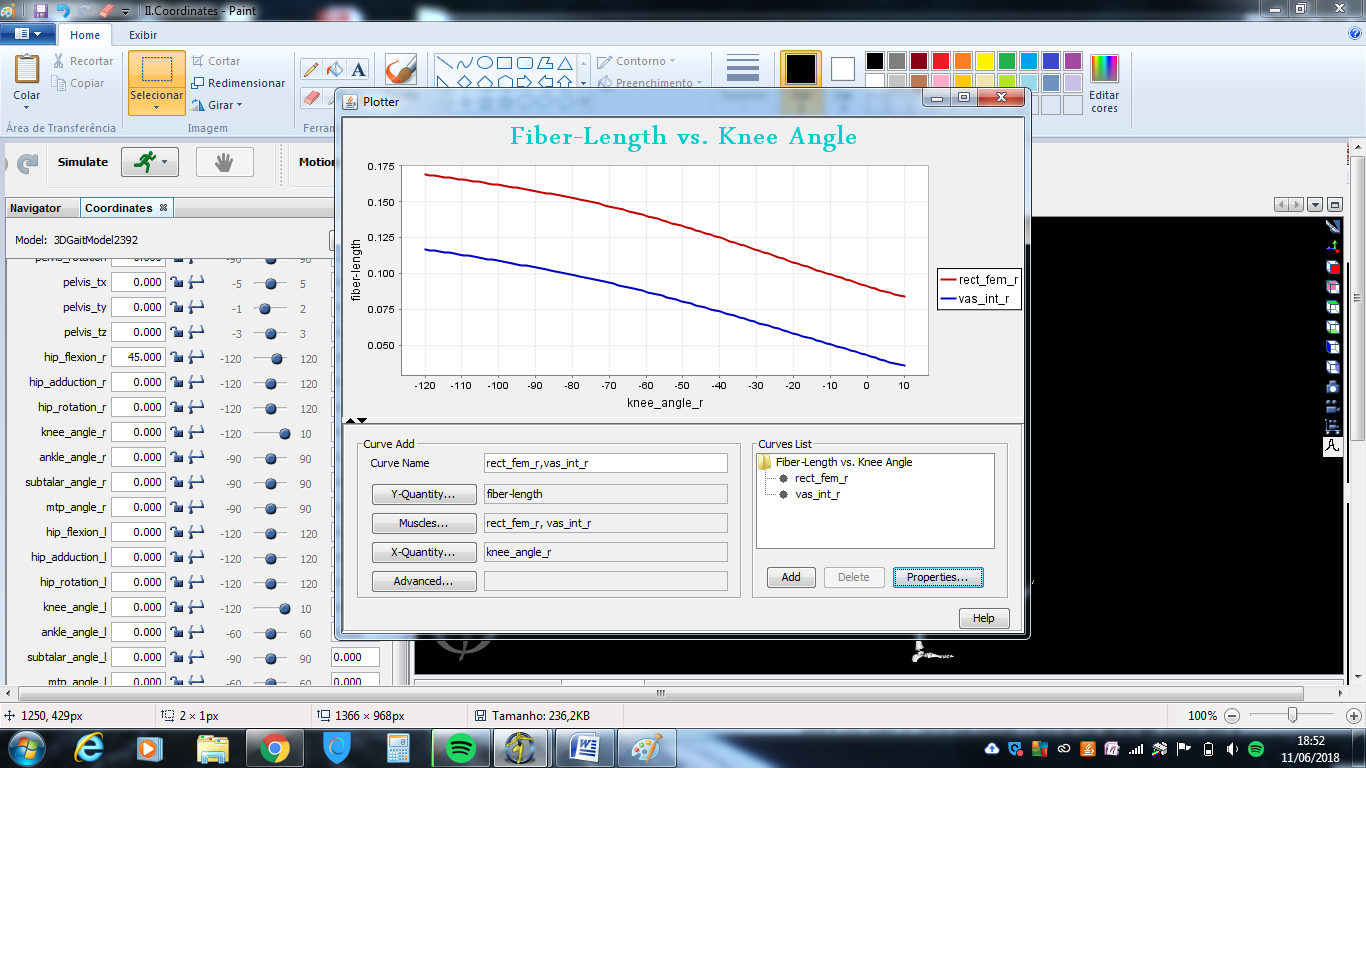 II.Coordinates - Paint
Home
Exibir
Colar
Recortar
Copiar
Área de Transferência
Selecionar
Cortar
Redimensionar
Girar
Imagem
A
Ferram
Contorno
Preenchimento
Editar
cores
Simulate
Motion
Navigator
Coordinates
Model: 3DGaitModel2392
pelvis_rotation 0.000 -90 90
pelvis_tx 0.000 -5 5
pelvis_ty 0.000 -1 2
pelvis_tz 0.000 -3 3
hip_flexion_r 45.000 -120 120
hip_adduction_r 0.000 -120 120
hip_rotation_r 0.000 -120 120
knee_angle_r 0.000 -120 10
ankle_angle_r 0.000 -90 90
subtalar_angle_r 0.000 -90 90
mtp_angle_r 0.000 -90 90
hip_flexion_l 0.000 -120 120
hip_adduction_l 0.000 -120 120
hip_rotation_l 0.000 -120 120
knee_angle_l 0.000 -120 10
ankle_angle_l 0.000 -60 60
subtalar_angle_l 0.000 -90 90 0.000
mtp_angle_l 0.000 -60 60 0.000
Plotter
Fiber-Length vs. Knee Angle
fiber-length
0.175
0.150
0.125
0.100
0.075
0.050
-120 -110 -100 -90 -80 -70 -60 -50 -40 -30 -20 -10 0 10
knee_angle_r
rect_fem_r
vas_int_r
Curve Add
Curve Name rect_fem_r,vas_int_r
Y-Quantity... fiber-length
Muscles... rect_fem_r, vas_int_r
X-Quantity... knee_angle_r
Advanced...
Curves List
Fiber-Length vs. Knee Angle
rect_fem_r
vas_int_r
Add Delete Properties...
Help
1250, 429px
2 × 1px
1366 × 968px
Tamanho: 236,2KB
100%
18:52
11/06/2018